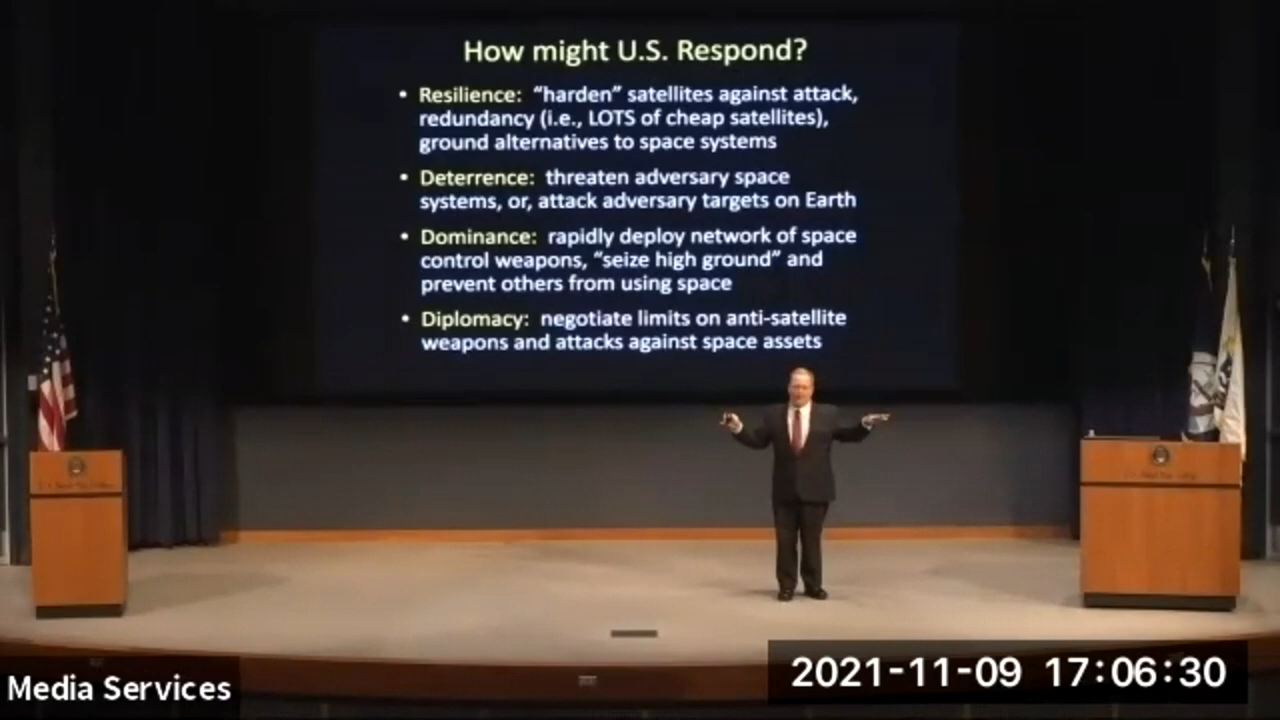 How might U.S. Respond?
• Resilience: “harden” satellites against attack,
redundancy (i.e., LOTS of cheap satellites),
ground alternatives to space systems
• Deterrence: threaten adversary space
systems, or, attack adversary targets on Earth
• Dominance: rapidly deploy network of space
control weapons, “seize high ground” and
prevent others from using space
• Diplomacy: negotiate limits on anti-satellite
weapons and attacks against space assets
Media Services
2021-11-09 17:06:30